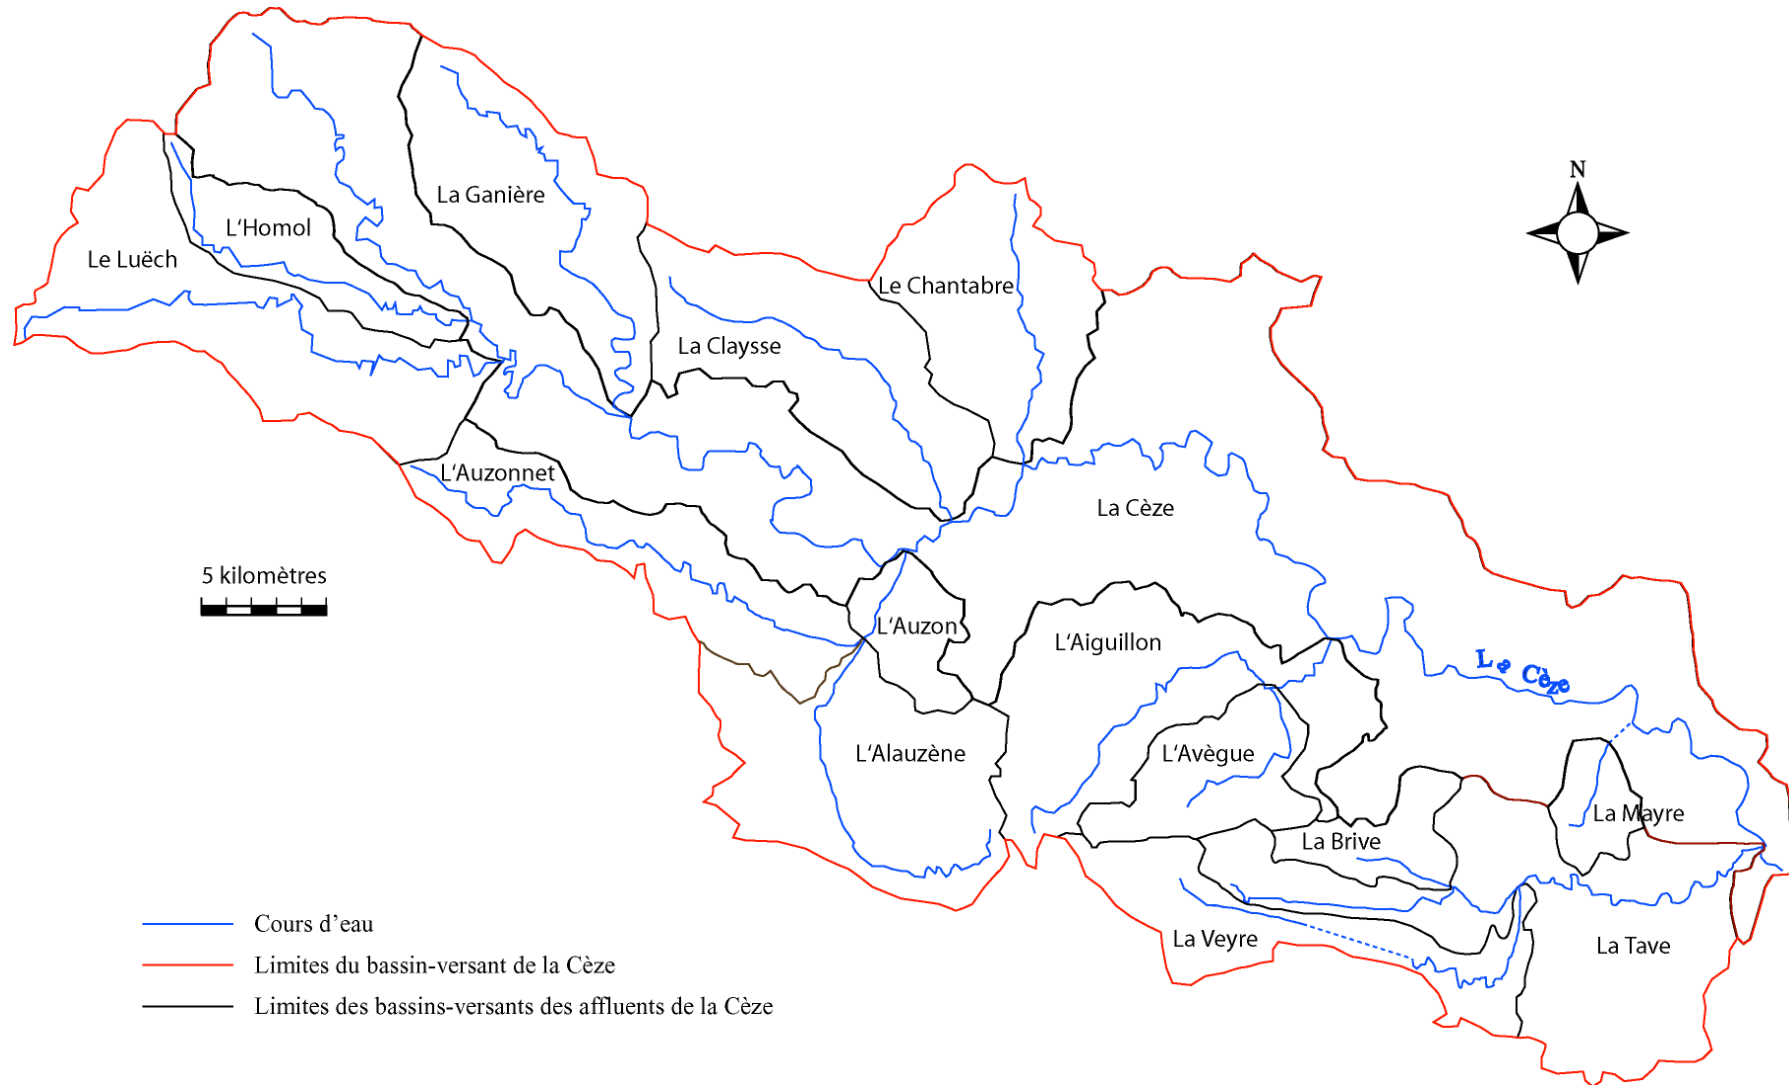 N
La Ganière
L'Homol
Le Luëch
Le Chantabre
La Claysse
L'Auzonnet
La Cèze
5 kilomètres
L'Auzon
L'Aiguillon
La Cèze
L'Alauzène
L'Avègue
La Mayre
La Brive
La Veyre
La Tave
Cours d'eau
Limites du bassin-versant de la Cèze
Limites des bassins-versants des affluents de la Cèze